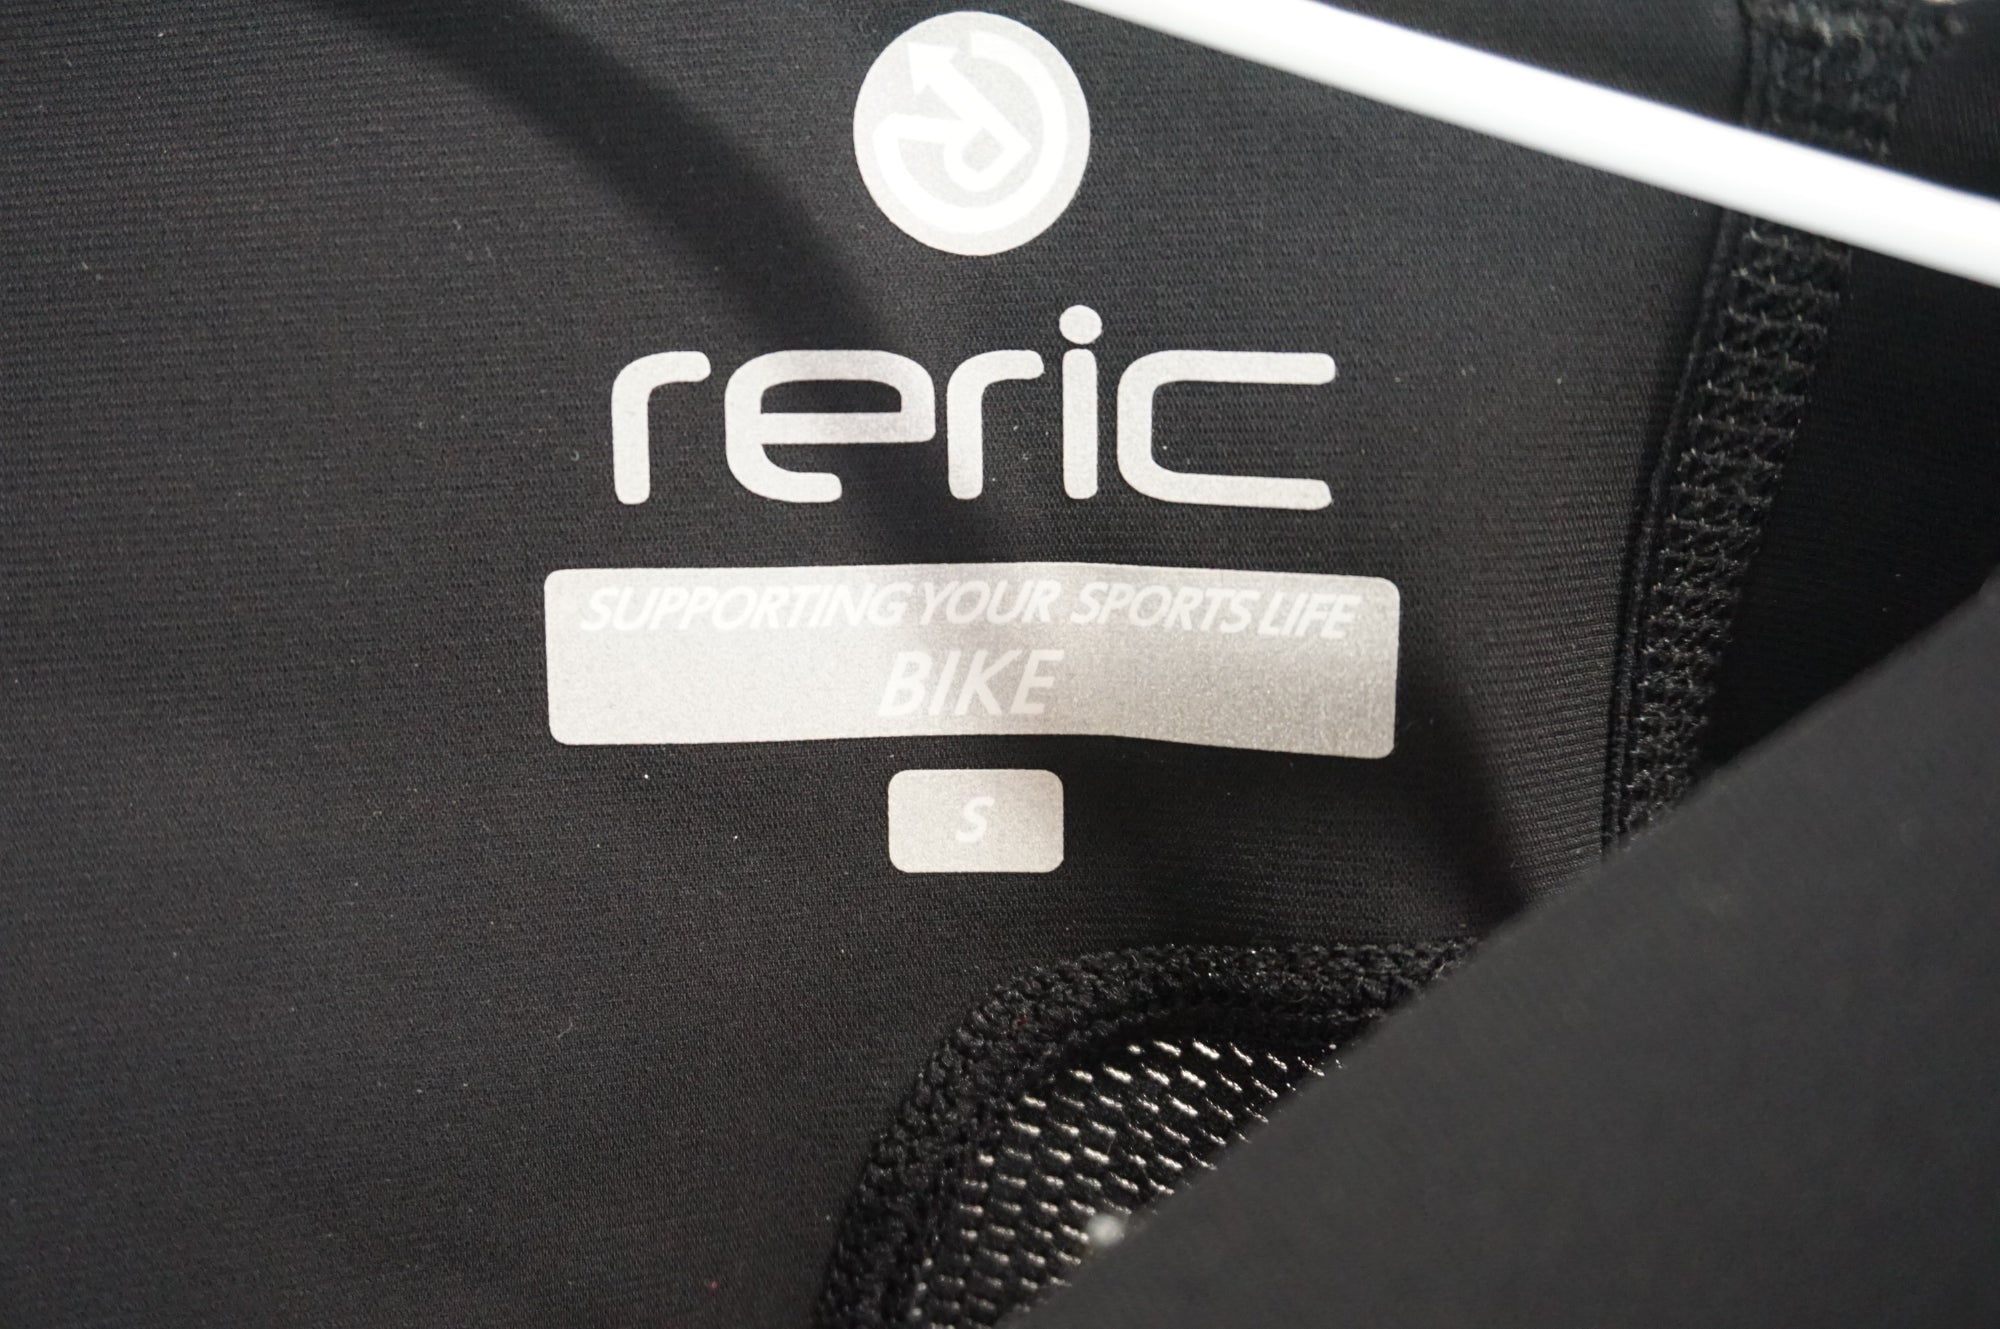 R
reric
SUPPORTING YOUR SPORTS LIFE
BIKE
S